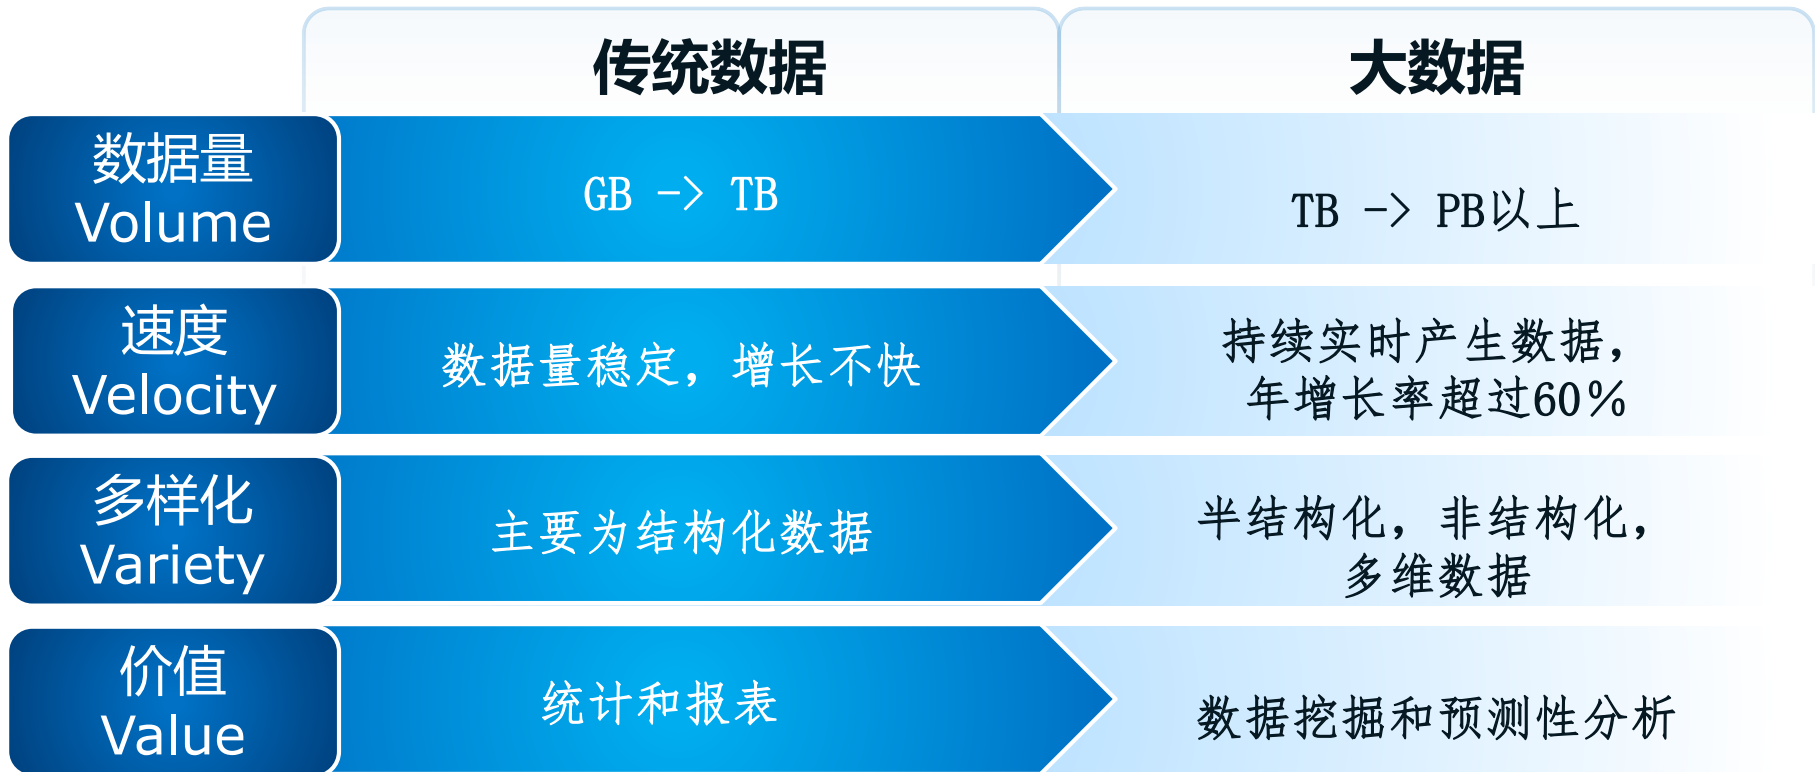 传统数据
大数据
数据量
Volume
GB -> TB
TB -> PB以上
速度
Velocity
数据量稳定，增长不快
持续实时产生数据，
年增长率超过60%
多样化
Variety
主要为结构化数据
半结构化，非结构化，
多维数据
价值
Value
统计和报表
数据挖掘和预测性分析